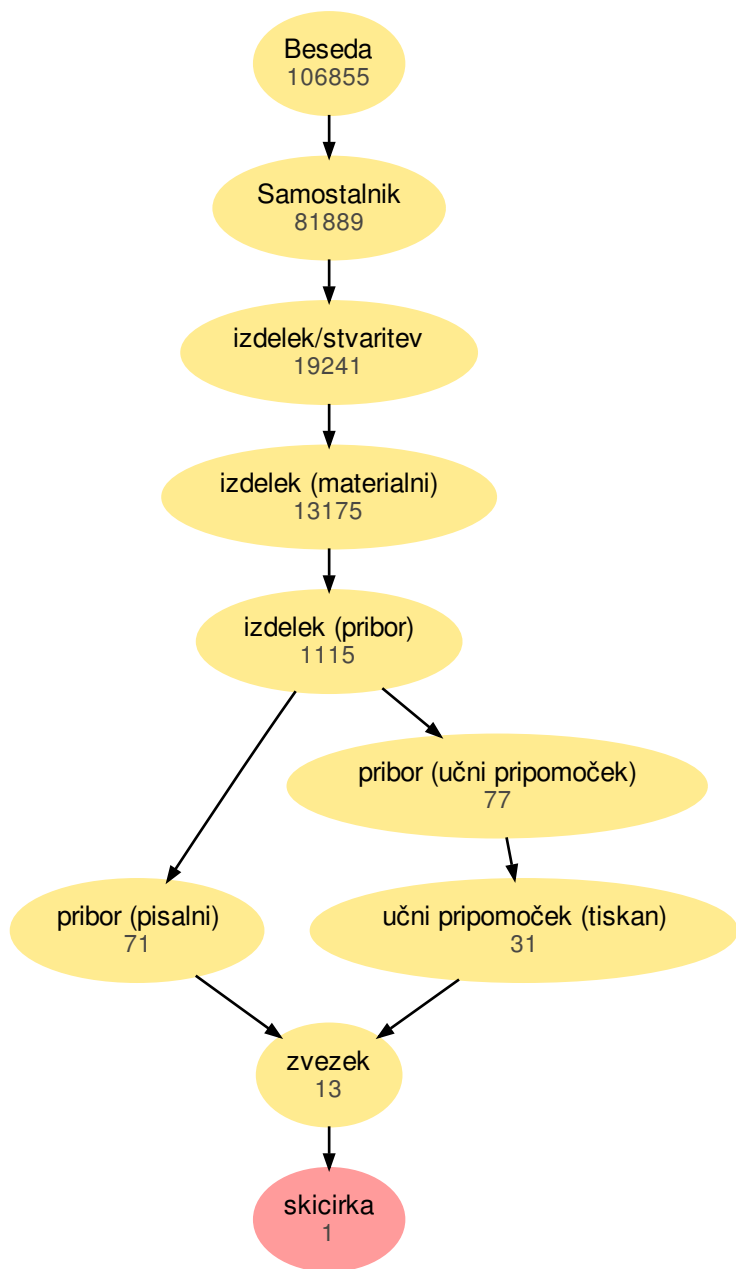 Beseda
106855
Samostalnik
81889
izdelek/stvaritev
19241
izdelek (materialni)
13175
izdelek (pribor)
1115
pribor (učni pripomoček)
77
pribor (pisalni)
71
učni pripomoček (tiskan)
31
zvezek
13
skicirka
1